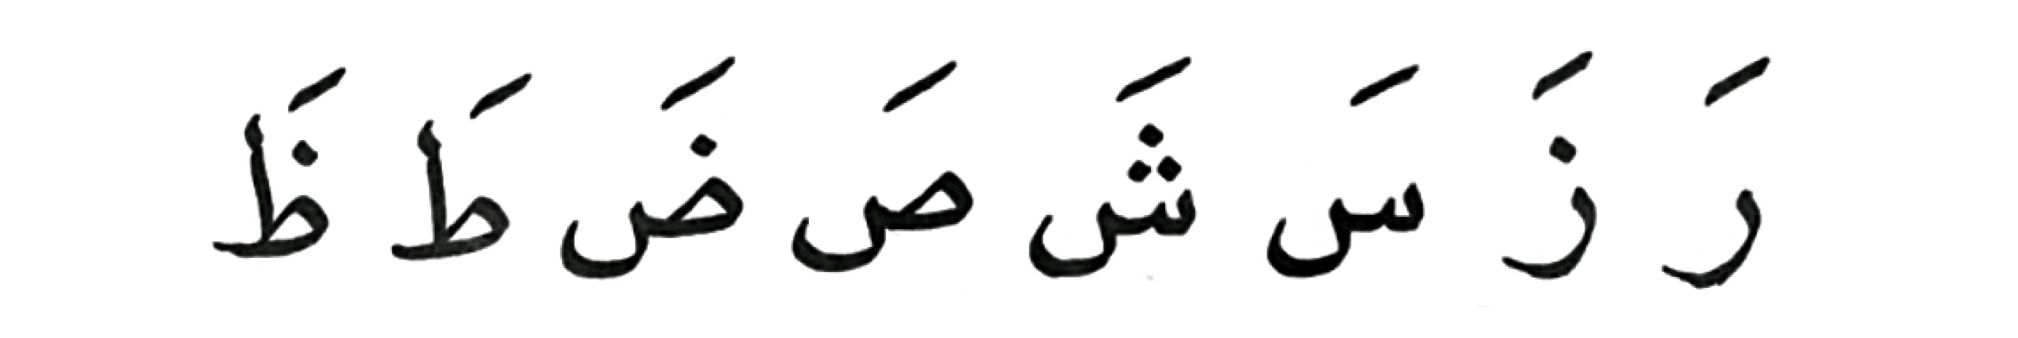 رَ زَ سَ شَ صَ ضَ طَ ظَ